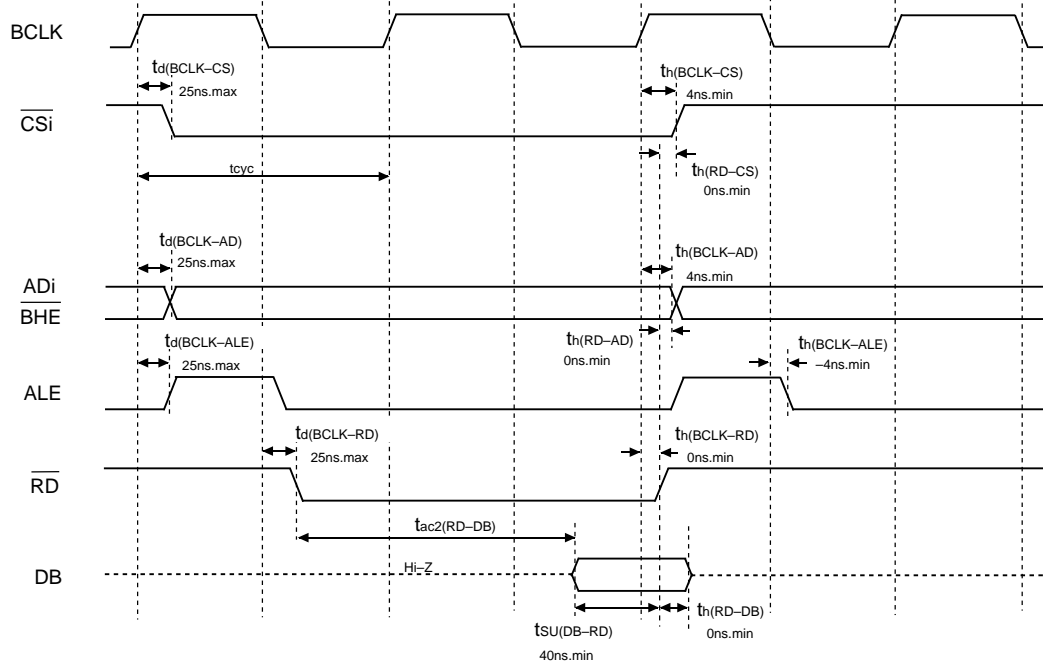 BCLK
td(BCLK–CS)
25ns.max
th(BCLK–CS)
4ns.min
CSi
tcyc
th(RD–CS)
0ns.min
td(BCLK–AD)
25ns.max
th(BCLK–AD)
4ns.min
ADi
BHE
th(RD–AD)
0ns.min
td(BCLK–ALE)
25ns.max
th(BCLK–ALE)
–4ns.min
ALE
td(BCLK–RD)
25ns.max
th(BCLK–RD)
0ns.min
RD
tac2(RD–DB)
Hi–Z
DB
tSU(DB–RD)
40ns.min
th(RD–DB)
0ns.min